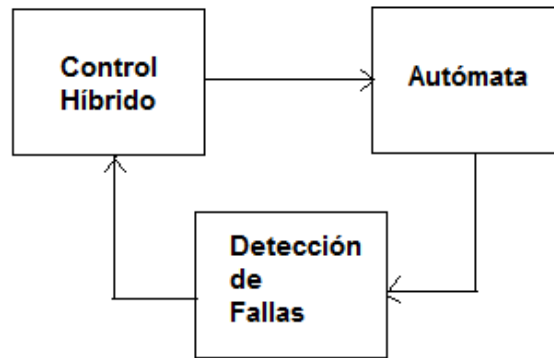 Control
Híbrido
Autómata
Detección
de
Fallas